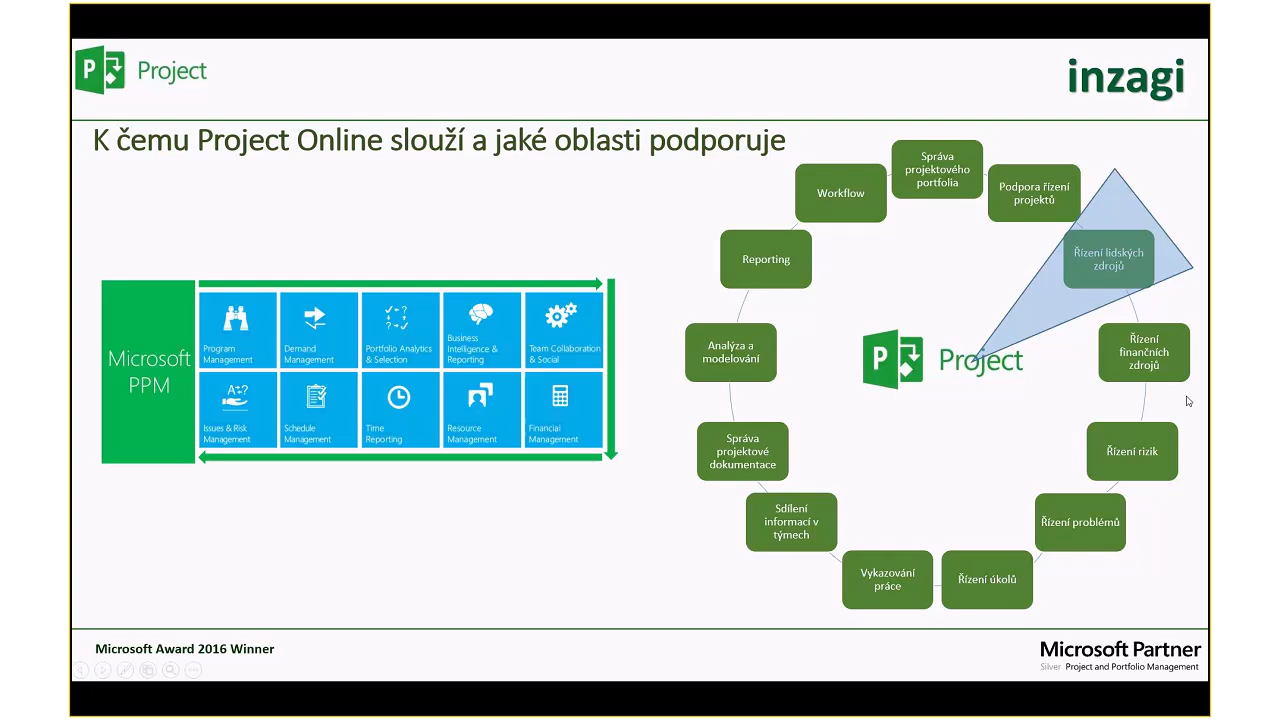 P
Project
inzagi
K čemu Project Online slouží a jaké oblasti podporuje
Microsoft
PPM
Program
Management
Demand
Management
Portfolio Analytics
& Selection
Business
Intelligence &
Reporting
Team Collaboration
& Social
A÷?
Issues & Risk
Management
Schedule
Management
Time
Reporting
Resource
Management
Financial
Management
Správa
projektového
portfolia
Podpora řízení
projektů
Řízení lidských
zdrojů
Řízení
finančních
zdrojů
Řízení rizik
Řízení problémů
Řízení úkolů
Vykazování
práce
Sdílení
informací v
týmech
Správa
projektové
dokumentace
Analýza a
modelování
Reporting
Workflow
P
Project
Microsoft Award 2016 Winner
Microsoft Partner
Silver Project and Portfolio Management